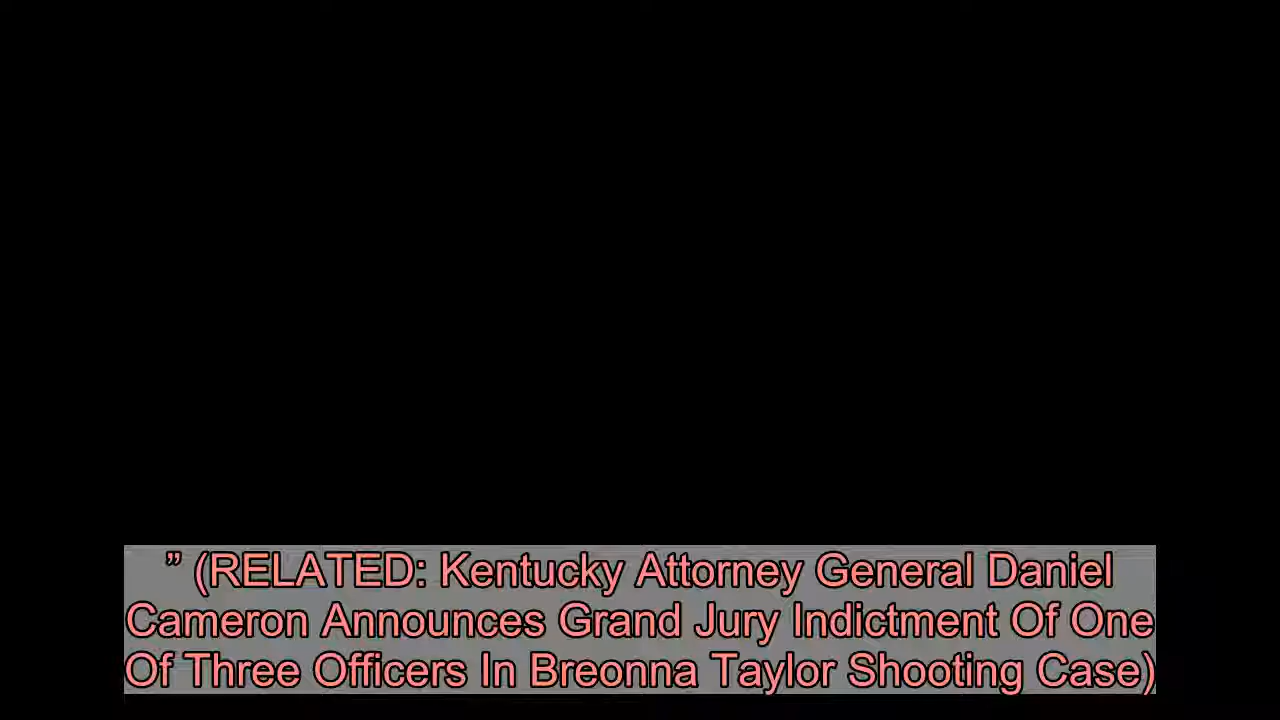 ” (RELATED: Kentucky Attorney General Daniel
Cameron Announces Grand Jury Indictment Of One
Of Three Officers In Breonna Taylor Shooting Case)